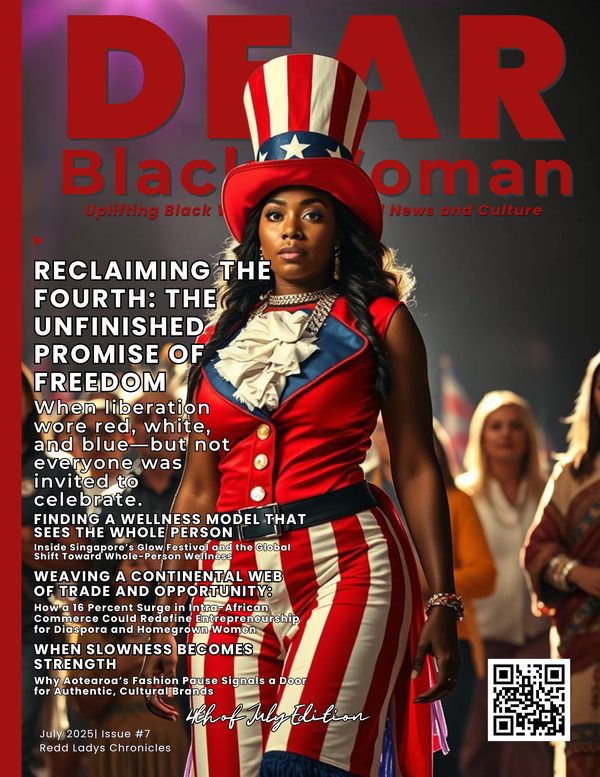 DEAR
Black Woman
Uplifting Black W l News and Culture
RECLAIMING THE
FOURTH: THE
UNFINISHED
PROMISE OF
FREEDOM
When liberation
wore red, white,
and blue—but not
everyone was
invited to
celebrate.
FINDING A WELLNESS MODEL THAT
SEES THE WHOLE PERSON
Inside Singapore's Glow Festival and the Global
Shift Toward Whole-Person Wellness
WEAVING A CONTINENTAL WEB
OF TRADE AND OPPORTUNITY:
How a 16 Percent Surge in Intra-African
Commerce Could Redefine Entrepreneurship
for Diaspora and Homegrown Women
WHEN SLOWNESS BECOMES
STRENGTH
Why Aotearoa's Fashion Pause Signals a Door
for Authentic, Cultural Brands
4th of July Edition
July 2025| Issue #7
Redd Ladys Chronicles